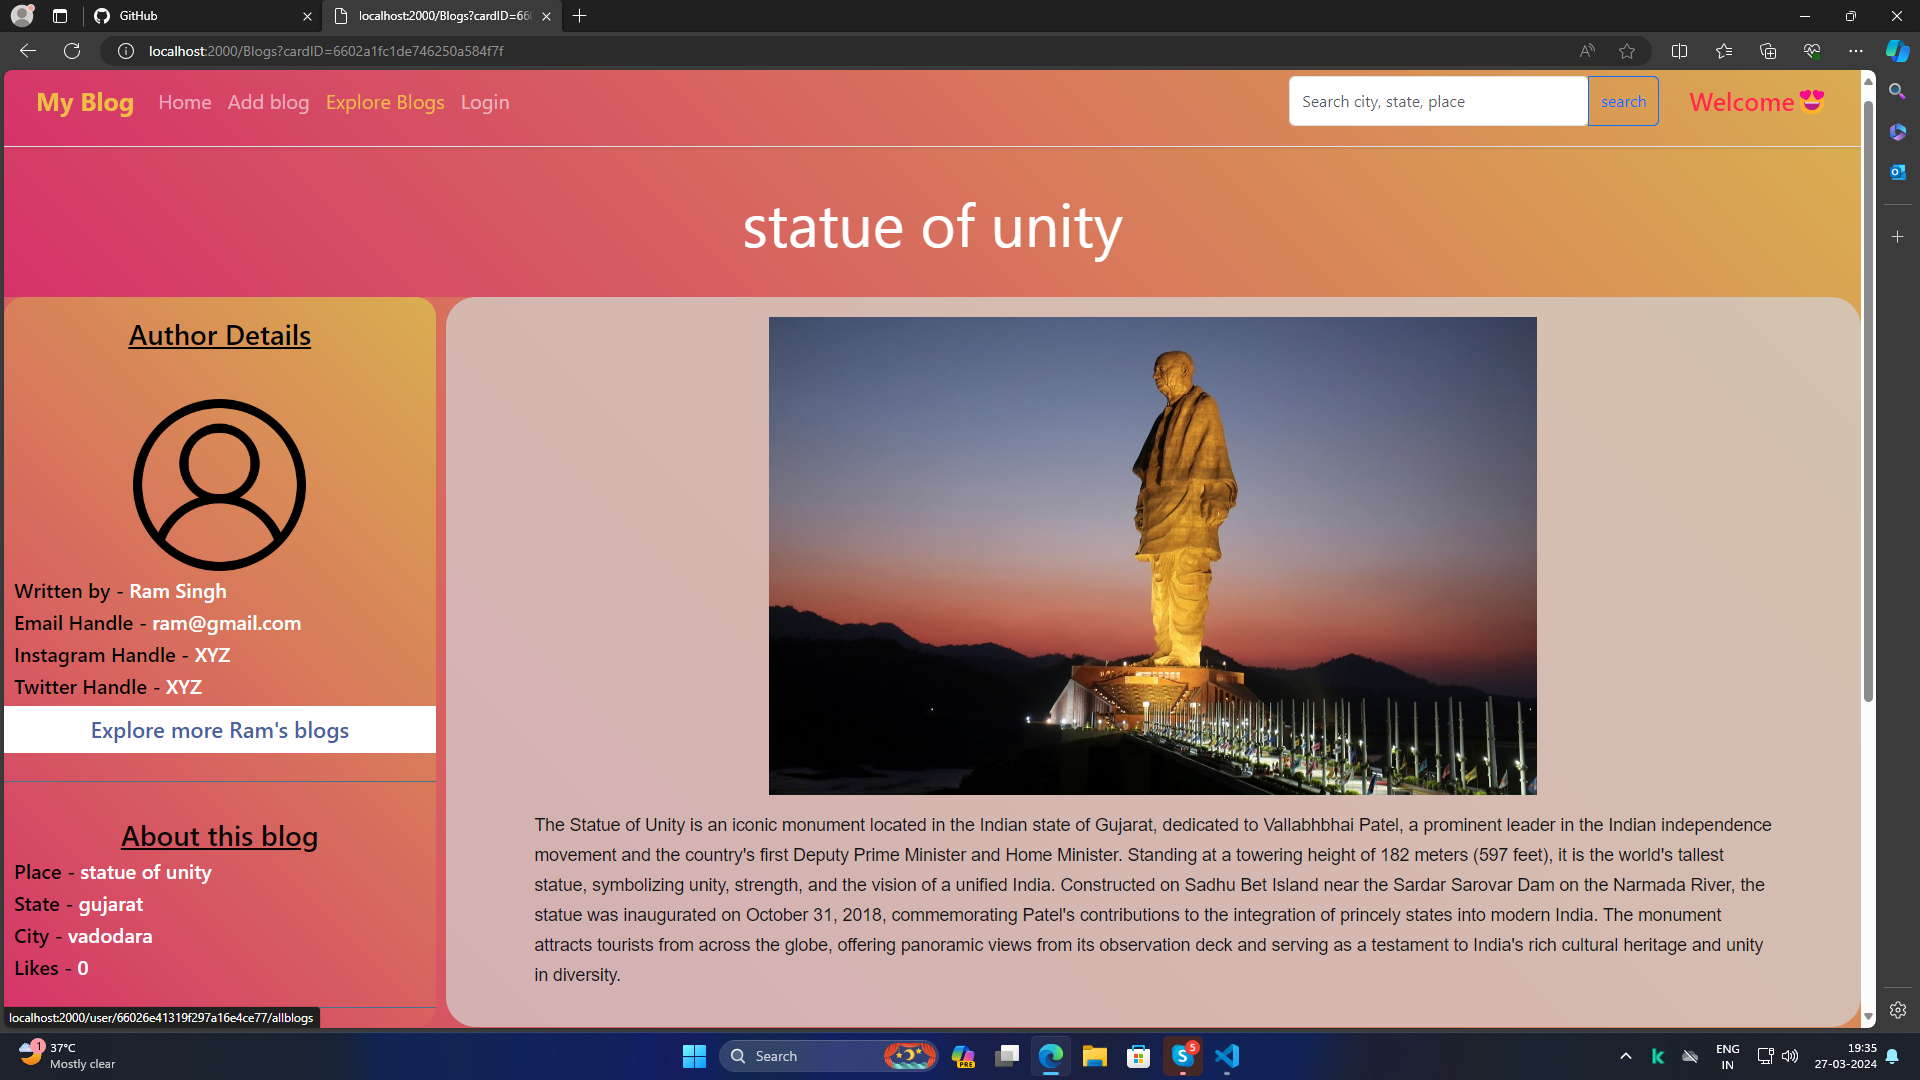 GitHub
localhost:2000/Blogs?cardID=660
localhost:2000/Blogs?cardID=6602a1fc1de746250a584f7f
My Blog Home Add blog Explore Blogs Login
Search city, state, place search Welcome😍
statue of unity
Author Details
Written by - Ram Singh
Email Handle - ram@gmail.com
Instagram Handle - XYZ
Twitter Handle - XYZ
Explore more Ram's blogs
About this blog
Place - statue of unity
State - gujarat
City - vadodara
Likes - 0
The Statue of Unity is an iconic monument located in the Indian state of Gujarat, dedicated to Vallabhbhai Patel, a prominent leader in the Indian independence
movement and the country's first Deputy Prime Minister and Home Minister. Standing at a towering height of 182 meters (597 feet), it is the world's tallest
statue, symbolizing unity, strength, and the vision of a unified India. Constructed on Sadhu Bet Island near the Sardar Sarovar Dam on the Narmada River, the
statue was inaugurated on October 31, 2018, commemorating Patel's contributions to the integration of princely states into modern India. The monument
attracts tourists from across the globe, offering panoramic views from its observation deck and serving as a testament to India's rich cultural heritage and unity
in diversity.
localhost:2000/user/66026e41319f297a16e4ce77/allblogs
1
37°C
Mostly clear
Search
PRE
5
ENG
IN
19:35
27-03-2024